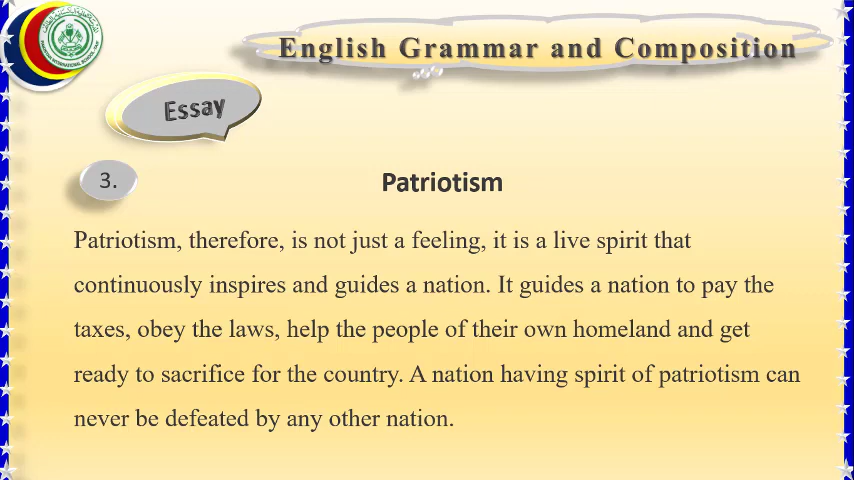 English Grammar and Composition
Essay
3.
Patriotism
Patriotism, therefore, is not just a feeling, it is a live spirit that
continuously inspires and guides a nation. It guides a nation to pay the
taxes, obey the laws, help the people of their own homeland and get
ready to sacrifice for the country. A nation having spirit of patriotism can
never be defeated by any other nation.